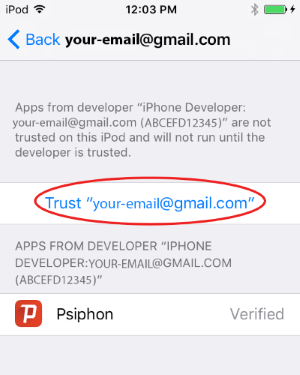 iPod 12:03 PM
Back your-email@gmail.com
Apps from developer “iPhone Developer:
your-email@gmail.com (ABCEFD12345)” are not
trusted on this iPod and will not run until the
developer is trusted.
Trust “your-email@gmail.com”
APPS FROM DEVELOPER “IPHONE
DEVELOPER:YOUR-EMAIL@GMAIL.COM
(ABCEFD12345)”
Psiphon Verified